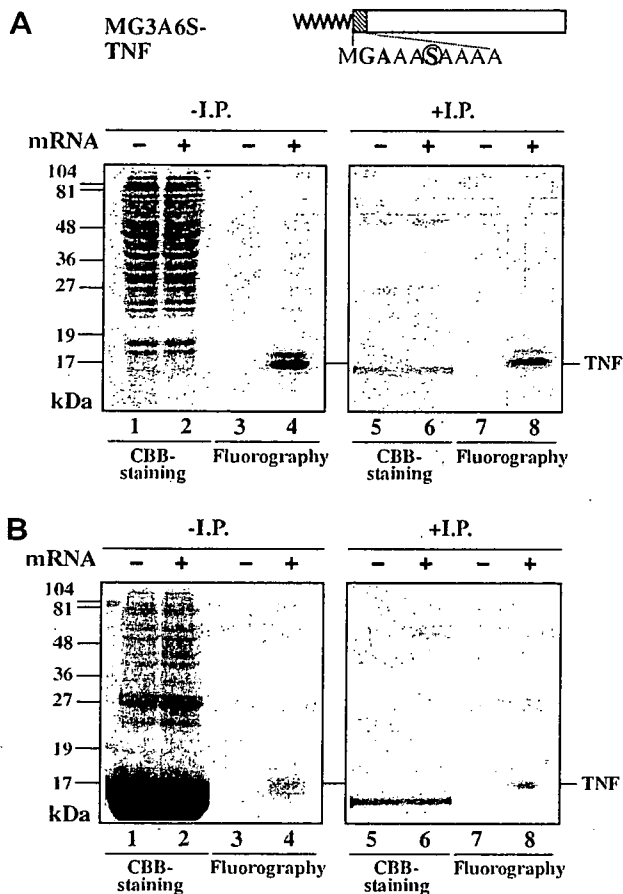 A
MG3A6S-
TNF
MGAAASAAAA
-I.P. +I.P.
mRNA - + - + - + - +
104
81
48
36
27
19
17
kDa
TNF
1 2 3 4 5 6 7 8
CBB-
staining
Fluorography
CBB-
staining
Fluorography
B
-I.P. +I.P.
mRNA - + - + - + - +
104
81
48
36
27
19
17
kDa
TNF
1 2 3 4 5 6 7 8
CBB-
staining
Fluorography
CBB-
staining
Fluorography